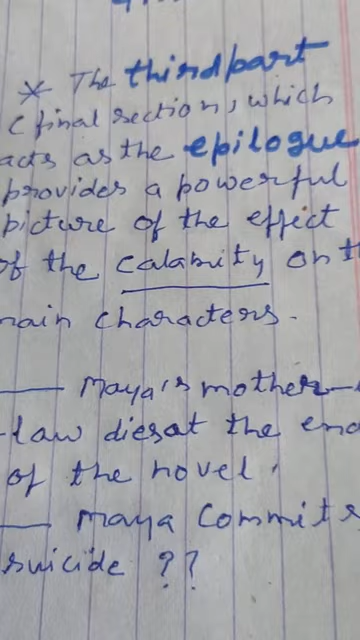 * The third part
(final section, which
acts as the epilogue
provides a powerful
picture of the effect
of the calamity on th
main characters.
— Maya's mother-
-law dies at the end
of the novel.
— Maya Commits
suicide ??